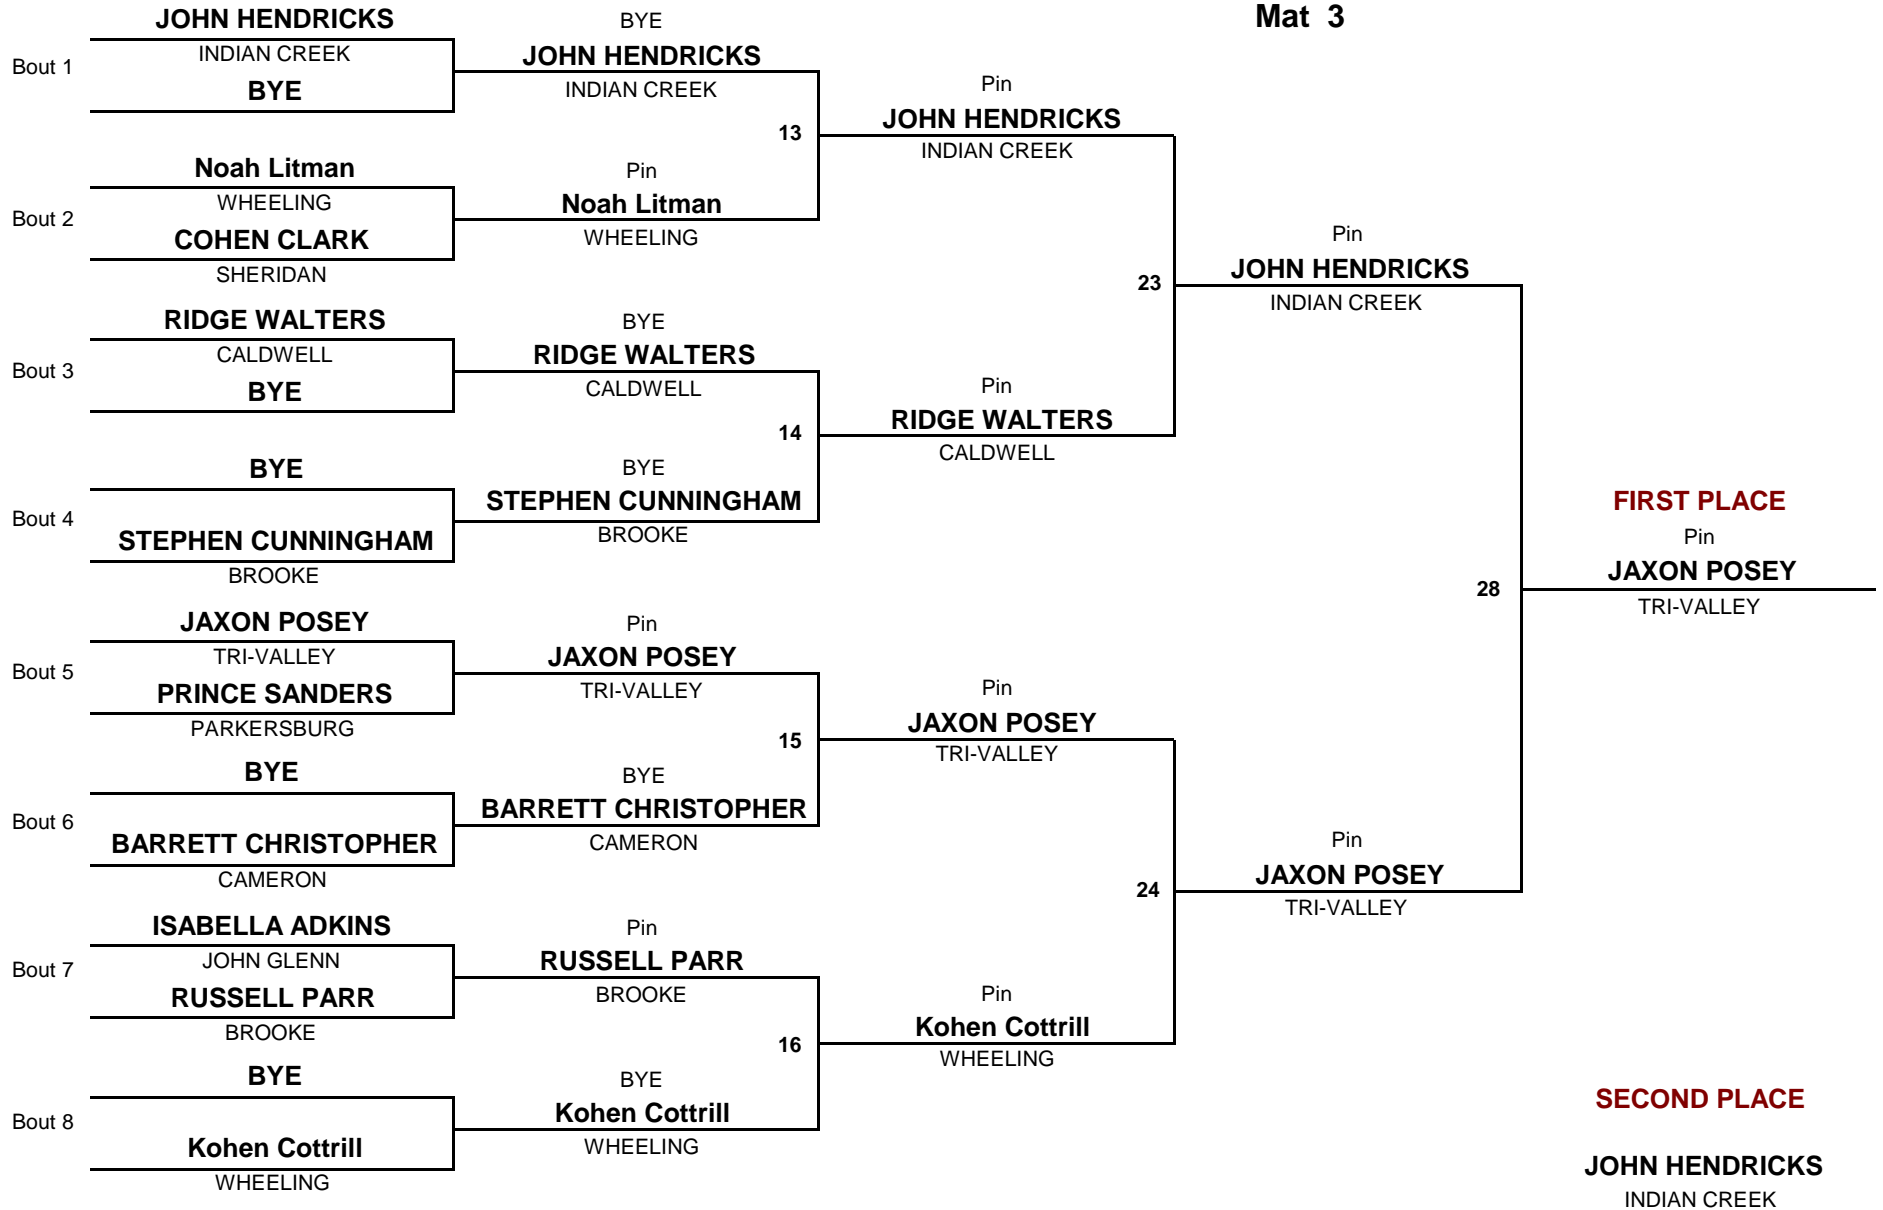 Mat 3
JOHN HENDRICKS
INDIAN CREEK
Bout 1
BYE
Noah Litman
WHEELING
Bout 2
COHEN CLARK
SHERIDAN
RIDGE WALTERS
CALDWELL
Bout 3
BYE
BYE
Bout 4
STEPHEN CUNNINGHAM
BROOKE
JAXON POSEY
TRI-VALLEY
Bout 5
PRINCE SANDERS
PARKERSBURG
BYE
Bout 6
BARRETT CHRISTOPHER
CAMERON
ISABELLA ADKINS
JOHN GLENN
Bout 7
RUSSELL PARR
BROOKE
BYE
Bout 8
Kohen Cottrill
WHEELING
BYE
JOHN HENDRICKS
INDIAN CREEK
13
Pin
Noah Litman
WHEELING
BYE
RIDGE WALTERS
CALDWELL
14
BYE
STEPHEN CUNNINGHAM
BROOKE
Pin
JAXON POSEY
TRI-VALLEY
15
BYE
BARRETT CHRISTOPHER
CAMERON
Pin
RUSSELL PARR
BROOKE
16
BYE
Kohen Cottrill
WHEELING
Pin
JOHN HENDRICKS
INDIAN CREEK
23
Pin
RIDGE WALTERS
CALDWELL
Pin
JAXON POSEY
TRI-VALLEY
24
Pin
Kohen Cottrill
WHEELING
Pin
JOHN HENDRICKS
INDIAN CREEK
28
Pin
JAXON POSEY
TRI-VALLEY
FIRST PLACE
Pin
JAXON POSEY
TRI-VALLEY
SECOND PLACE
JOHN HENDRICKS
INDIAN CREEK